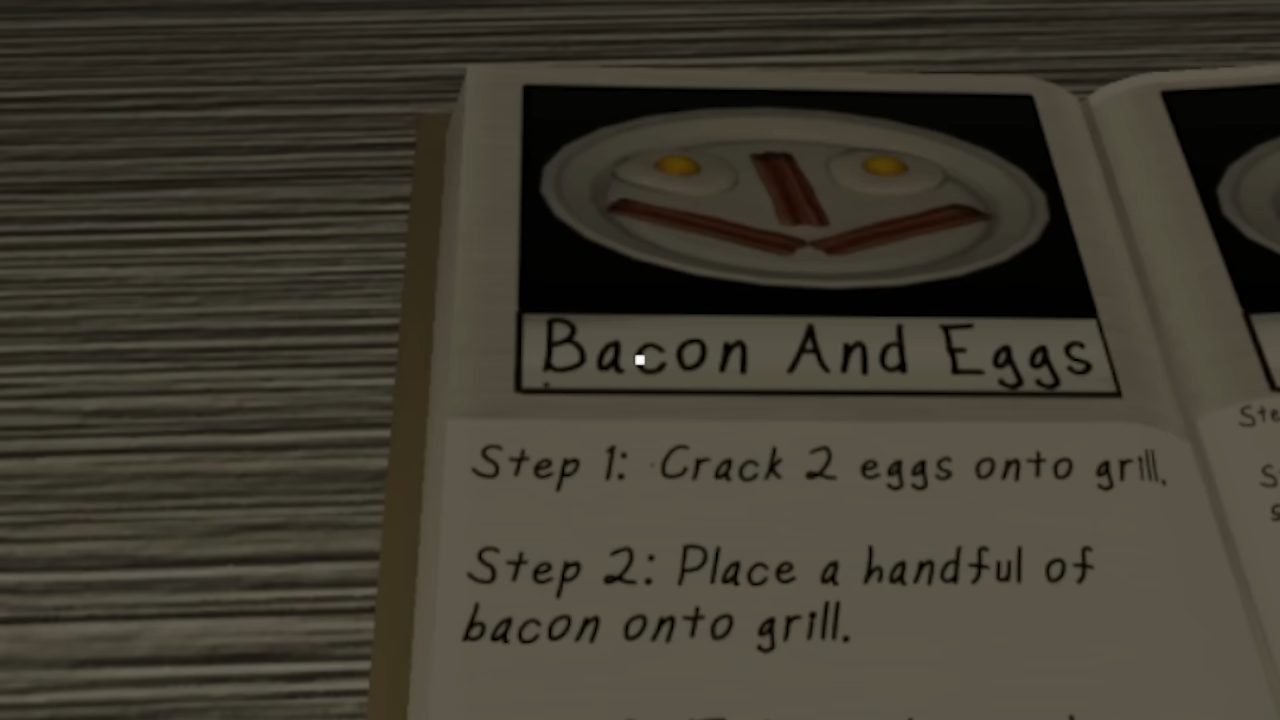 Bacon And Eggs
Step 1: Crack 2 eggs onto grill.
Step 2: Place a handful of
bacon onto grill.